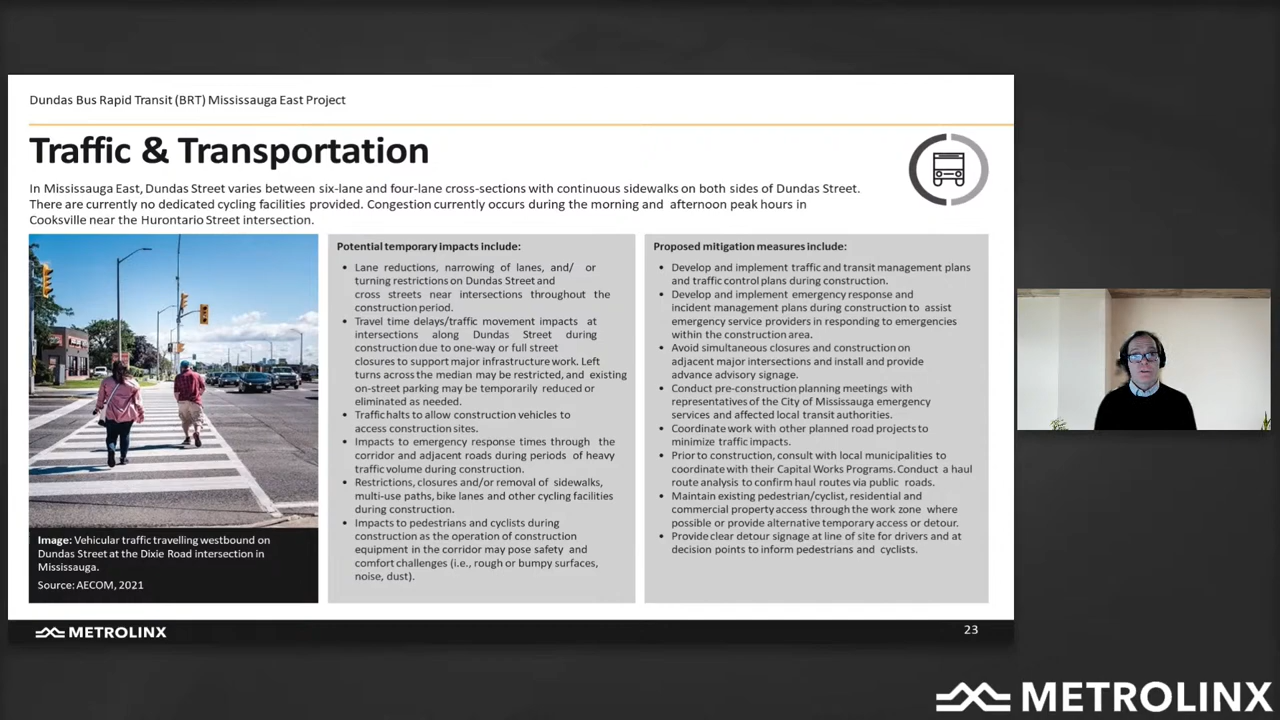 Dundas Bus Rapid Transit (BRT) Mississauga East Project
Traffic & Transportation
In Mississauga East, Dundas Street varies between six-lane and four-lane cross-sections with continuous sidewalks on both sides of Dundas Street.
There are currently no dedicated cycling facilities provided. Congestion currently occurs during the morning and afternoon peak hours in
Cooksville near the Hurontario Street intersection.
Image: Vehicular traffic travelling westbound on
Dundas Street at the Dixie Road intersection in
Mississauga.
Source: AECOM, 2021
Potential temporary impacts include:
• Lane reductions, narrowing of lanes, and/ or
turning restrictions on Dundas Street and
cross streets near intersections throughout the
construction period.
• Travel time delays/traffic movement impacts at
intersections along Dundas Street during
construction due to one-way or full street
closures to support major infrastructure work. Left
turns across the median may be restricted, and existing
on-street parking may be temporarily reduced or
eliminated as needed.
• Traffic halts to allow construction vehicles to
access construction sites.
• Impacts to emergency response times through the
corridor and adjacent roads during periods of heavy
traffic volume during construction.
• Restrictions, closures and/or removal of sidewalks,
multi-use paths, bike lanes and other cycling facilities
during construction.
• Impacts to pedestrians and cyclists during
construction as the operation of construction
equipment in the corridor may pose safety and
comfort challenges (i.e., rough or bumpy surfaces,
noise, dust).
Proposed mitigation measures include:
• Develop and implement traffic and transit management plans
and traffic control plans during construction.
• Develop and implement emergency response and
incident management plans during construction to assist
emergency service providers in responding to emergencies
within the construction area.
• Avoid simultaneous closures and construction on
adjacent major intersections and install and provide
advance advisory signage.
• Conduct pre-construction planning meetings with
representatives of the City of Mississauga emergency
services and affected local transit authorities.
• Coordinate work with other planned road projects to
minimize traffic impacts.
• Prior to construction, consult with local municipalities to
coordinate with their Capital Works Programs. Conduct a haul
route analysis to confirm haul routes via public roads.
• Maintain existing pedestrian/cyclist, residential and
commercial property access through the work zone where
possible or provide alternative temporary access or detour.
• Provide clear detour signage at line of site for drivers and at
decision points to inform pedestrians and cyclists.
METROLINX
23
METROLINX